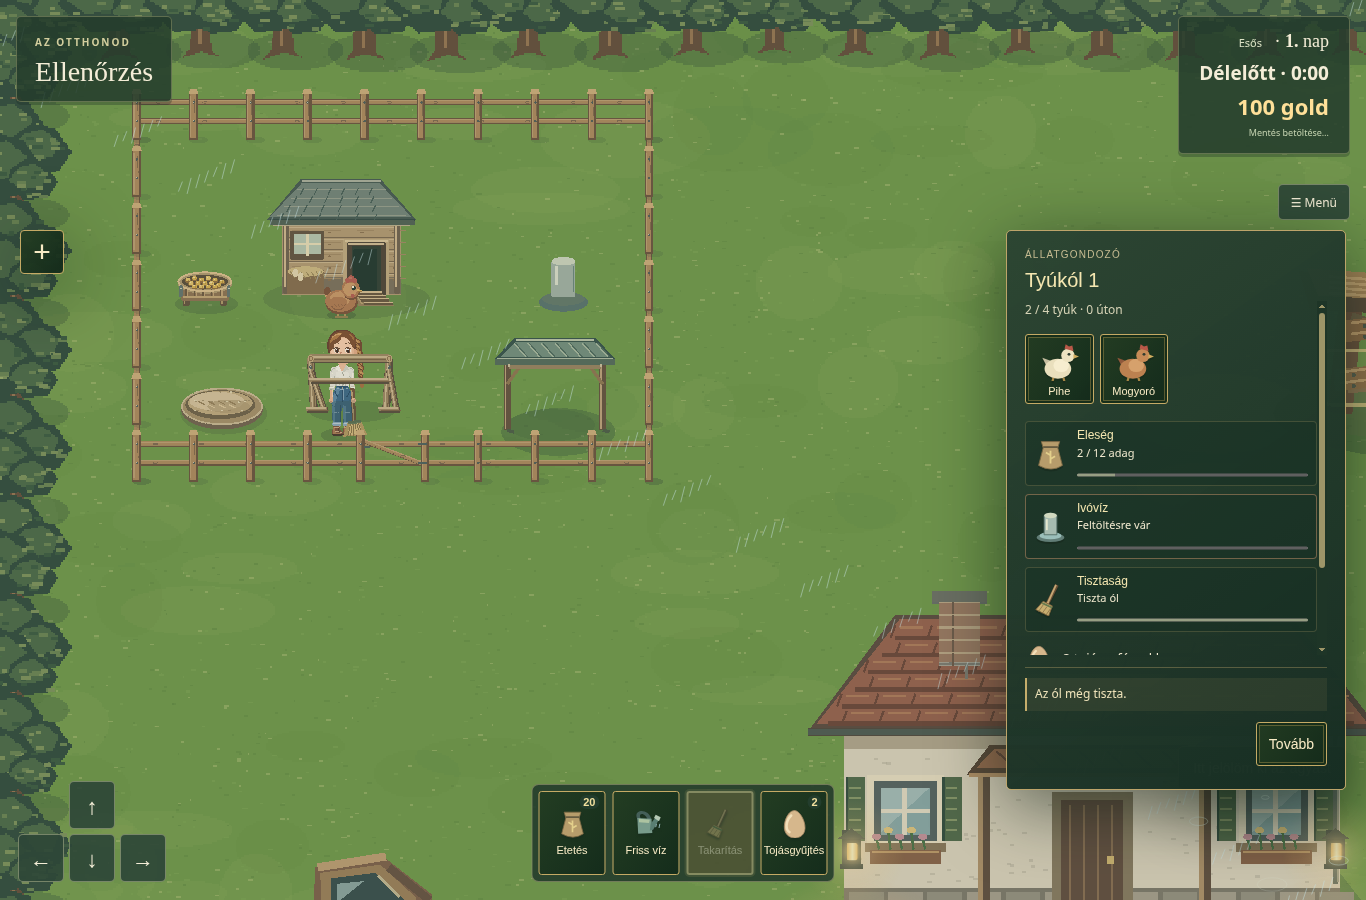 AZ OTTHONOD
Ellenőrzés
Esős · 1. nap
Délelőtt · 0:00
100 gold
Mentés betöltése…
☰ Menü
+
ÁLLATGONDOZÓ
Tyúkól 1
2 / 4 tyúk · 0 úton
Pihe
Mogyoró
Eleség
2 / 12 adag
Ivóvíz
Feltöltésre vár
Tisztaság
Tiszta ól
Az ól még tiszta.
Tovább
20
Etetés
Friss víz
Takarítás
2
Tojásgyűjtés
↑
← ↓ →